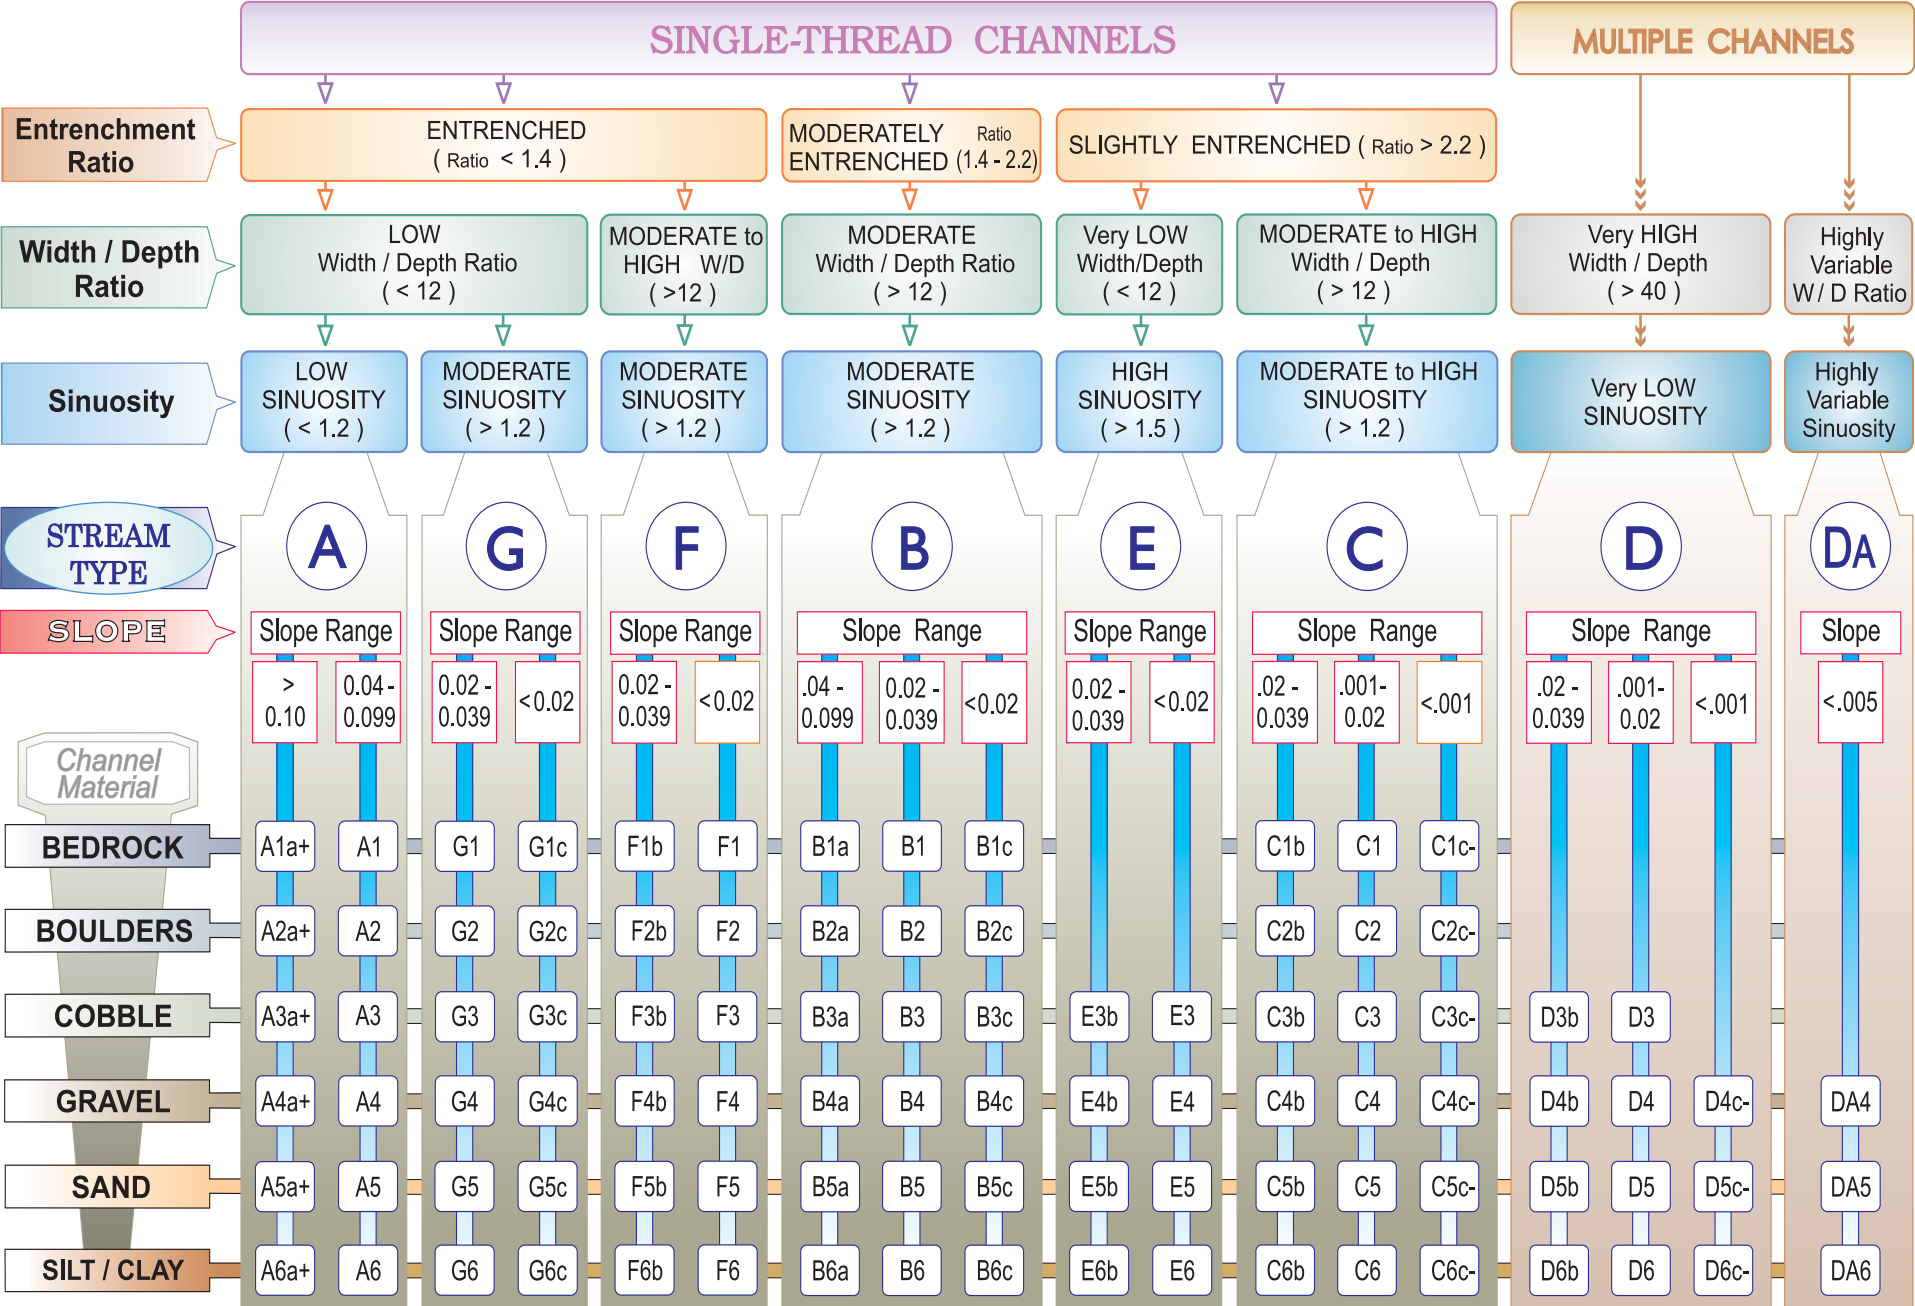 SINGLE-THREAD CHANNELS
MULTIPLE CHANNELS
Entrenchment
Ratio
ENTRENCHED
( Ratio < 1.4 )
MODERATELY Ratio
ENTRENCHED (1.4 - 2.2)
SLIGHTLY ENTRENCHED ( Ratio > 2.2 )
Width / Depth
Ratio
LOW
Width / Depth Ratio
( < 12 )
MODERATE to
HIGH W/D
( >12 )
MODERATE
Width / Depth Ratio
( > 12 )
Very LOW
Width/Depth
( < 12 )
MODERATE to HIGH
Width / Depth
( > 12 )
Very HIGH
Width / Depth
( > 40 )
Highly
Variable
W / D Ratio
Sinuosity
LOW
SINUOSITY
( < 1.2 )
MODERATE
SINUOSITY
( > 1.2 )
MODERATE
SINUOSITY
( > 1.2 )
MODERATE
SINUOSITY
( > 1.2 )
HIGH
SINUOSITY
( > 1.5 )
MODERATE to HIGH
SINUOSITY
( > 1.2 )
Very LOW
SINUOSITY
Highly
Variable
Sinuosity
STREAM
TYPE
A G F B E C D DA
SLOPE
Slope Range Slope Range Slope Range Slope Range Slope Range Slope Range Slope Range Slope
>
0.10
0.04 -
0.099
0.02 -
0.039
<0.02
0.02 -
0.039
<0.02
.04 -
0.099
0.02 -
0.039
<0.02
0.02 -
0.039
<0.02
.02 -
0.039
.001-
0.02
<.001
.02 -
0.039
.001-
0.02
<.001
<.005
Channel
Material
BEDROCK A1a+ A1 G1 G1c F1b F1 B1a B1 B1c C1b C1 C1c-
BOULDERS A2a+ A2 G2 G2c F2b F2 B2a B2 B2c C2b C2 C2c-
COBBLE A3a+ A3 G3 G3c F3b F3 B3a B3 B3c E3b E3 C3b C3 C3c- D3b D3
GRAVEL A4a+ A4 G4 G4c F4b F4 B4a B4 B4c E4b E4 C4b C4 C4c- D4b D4 D4c- DA4
SAND A5a+ A5 G5 G5c F5b F5 B5a B5 B5c E5b E5 C5b C5 C5c- D5b D5 D5c- DA5
SILT / CLAY A6a+ A6 G6 G6c F6b F6 B6a B6 B6c E6b E6 C6b C6 C6c- D6b D6 D6c- DA6